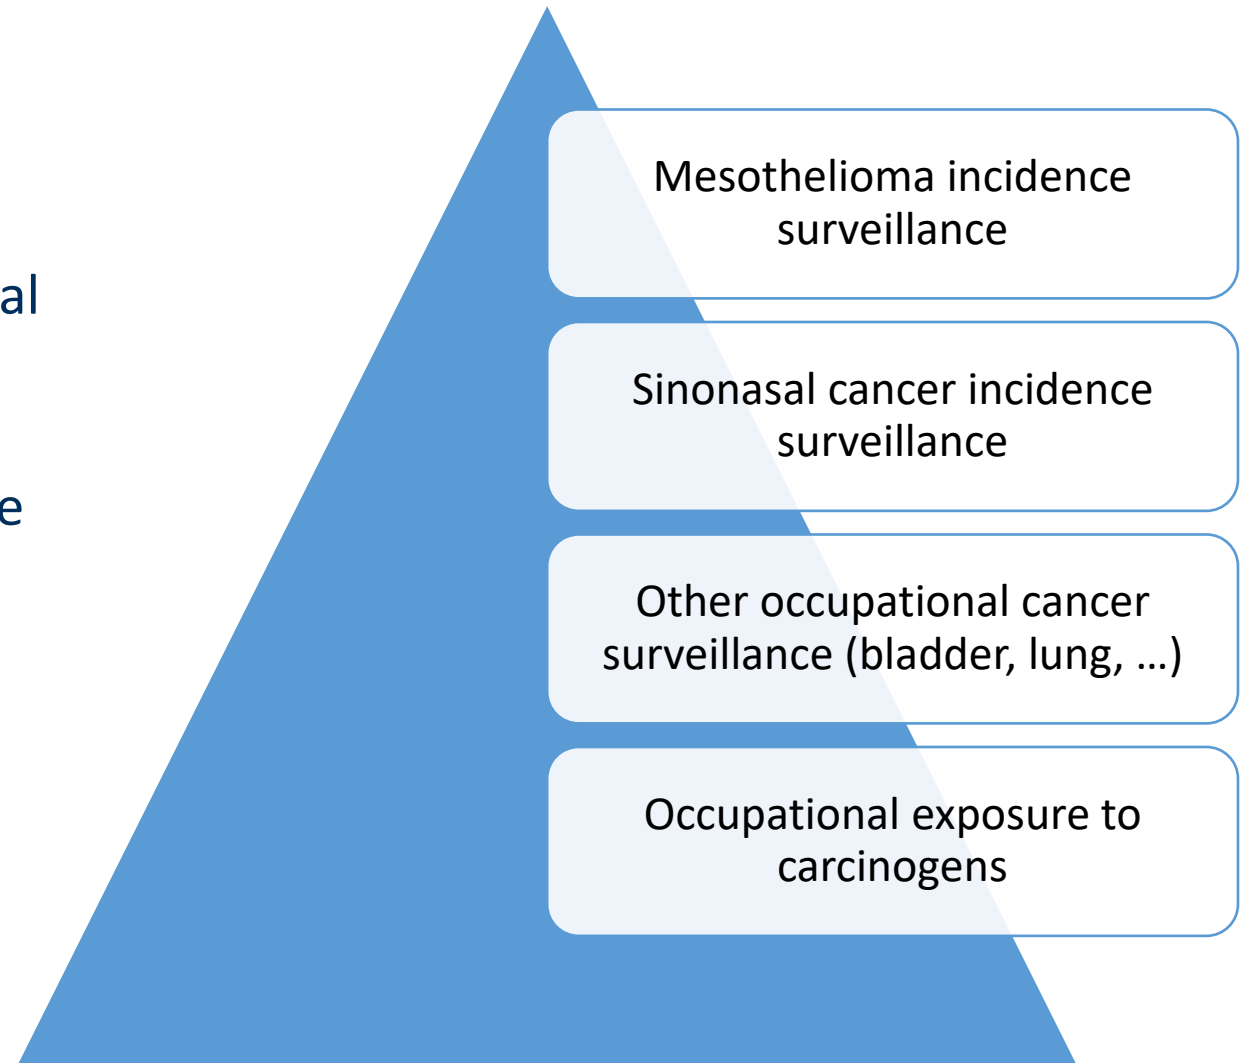 Mesothelioma incidence
surveillance
al
Sinonasal cancer incidence
surveillance
e
Other occupational cancer
surveillance (bladder, lung, …)
Occupational exposure to
carcinogens